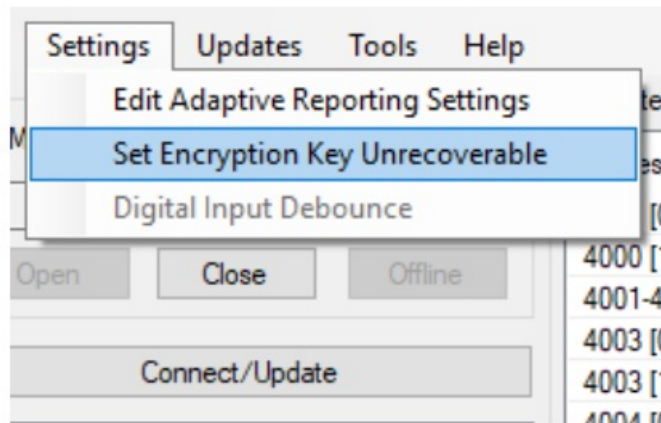 Settings Updates Tools Help
Edit Adaptive Reporting Settings
Set Encryption Key Unrecoverable
Digital Input Debounce
Open Close Offline
4000
4001-4
4003
Connect/Update
4003